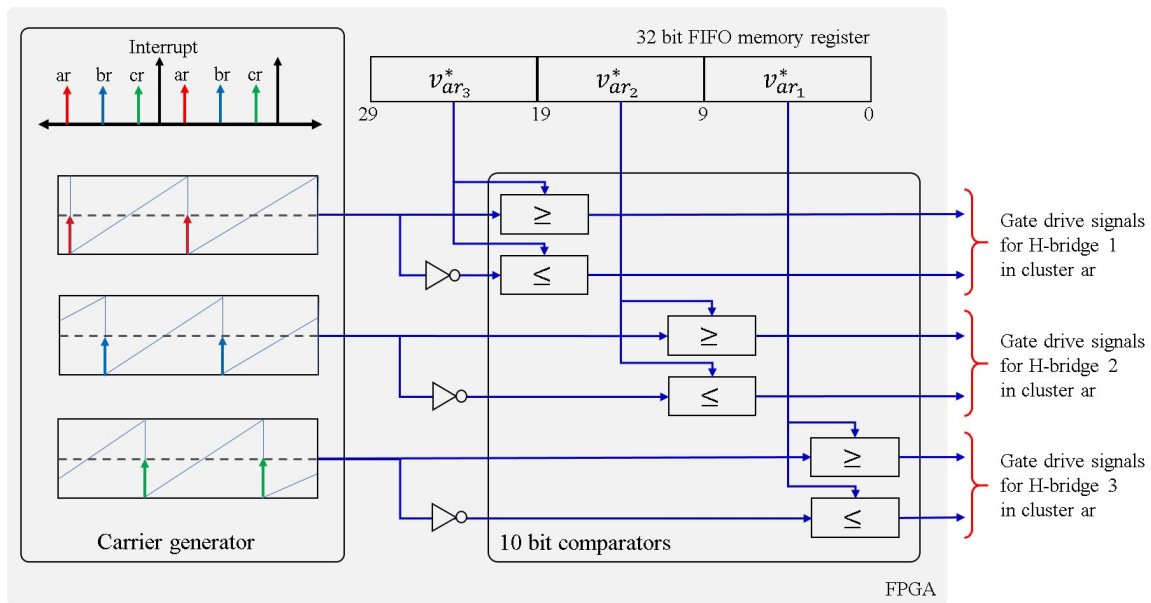 Interrupt
ar br cr ar br cr
32 bit FIFO memory register
v*ar3 v*ar2 v*ar1
29 19 9 0
≥
≤
Gate drive signals
for H-bridge 1
in cluster ar
≥
≤
Gate drive signals
for H-bridge 2
in cluster ar
≥
≤
Gate drive signals
for H-bridge 3
in cluster ar
Carrier generator
10 bit comparators
FPGA